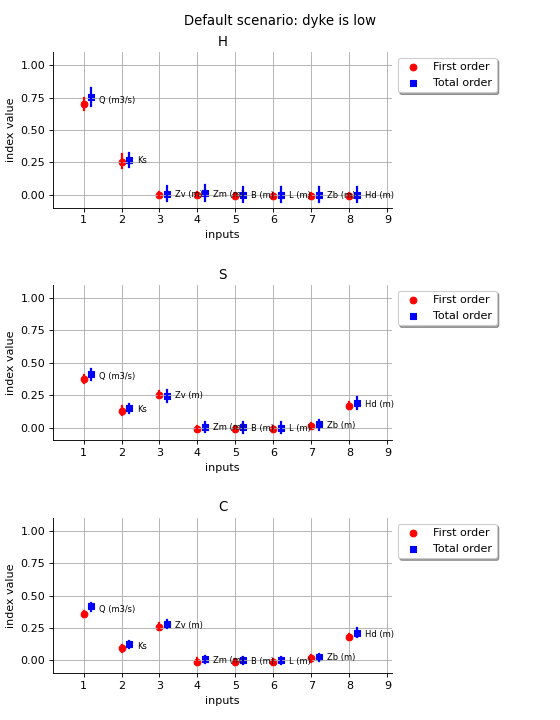 Default scenario: dyke is low
H
1.00
0.75
0.50
0.25
0.00
index value
Q (m3/s)
Ks
Zv (m)
Zm (m)
B (m)
L (m)
Zb (m)
Hd (m)
1 2 3 4 5 6 7 8 9
inputs
First order
Total order
S
1.00
0.75
0.50
0.25
0.00
index value
Q (m3/s)
Ks
Zv (m)
Zm (m)
B (m)
L (m)
Zb (m)
Hd (m)
1 2 3 4 5 6 7 8 9
inputs
First order
Total order
C
1.00
0.75
0.50
0.25
0.00
index value
Q (m3/s)
Ks
Zv (m)
Zm (m)
B (m)
L (m)
Zb (m)
Hd (m)
1 2 3 4 5 6 7 8 9
inputs
First order
Total order